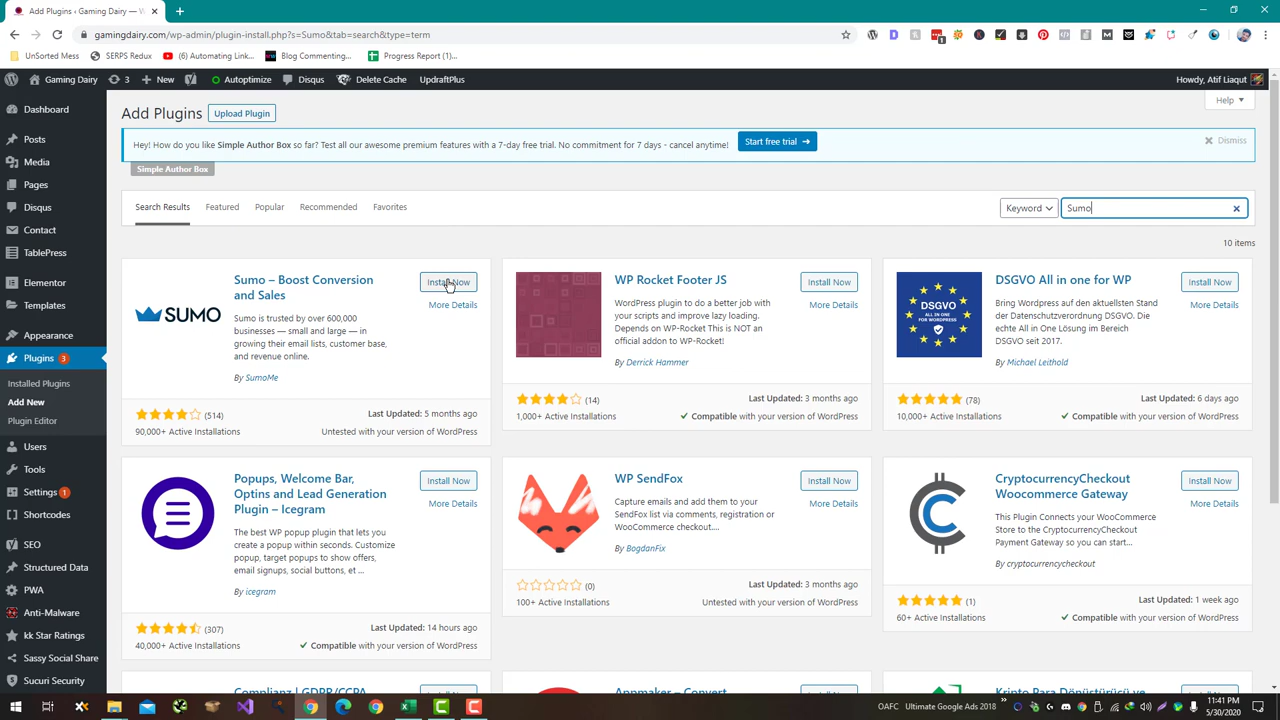 Add Plugins ‹ Gaming Dairy — Wo
gamingdairy.com/wp-admin/plugin-install.php?s=Sumo&tab=search&type=term
UnSorted Mess
SERPS Redux
(6) Automating Link...
Blog Commenting...
Progress Report (1)...
Gaming Dairy
3
New
Autoptimize
Disqus
Delete Cache
UpdraftPlus
Howdy, Atif Liaqut
Dashboard
Posts
Media
Pages
Disqus
Contact
TablePress
Elementor
Templates
Appearance
Plugins 3
Installed Plugins
Add New
Plugin Editor
Users
Tools
Settings 1
Shortcodes
SEO
Structured Data
PWA
Anti-Malware
kk Star Ratings
Sassy Social Share
Sucuri Security
Add Plugins
Upload Plugin
Help
Hey! How do you like Simple Author Box so far? Test all our awesome premium features with a 7-day free trial. No commitment for 7 days - cancel anytime!
Start free trial
Dismiss
Simple Author Box
Search Results
Featured
Popular
Recommended
Favorites
Keyword
Sumo
10 items
SUMO
Sumo – Boost Conversion
and Sales
Install Now
More Details
Sumo is trusted by over 600,000
businesses — small and large — in
growing their email lists, customer base,
and revenue online.
By SumoMe
(514)
Last Updated: 5 months ago
90,000+ Active Installations
Untested with your version of WordPress
WP Rocket Footer JS
Install Now
More Details
WordPress plugin to do a better job with
your scripts and improve lazy loading.
Depends on WP-Rocket This is NOT an
official addon to WP-Rocket!
By Derrick Hammer
(14)
Last Updated: 3 months ago
1,000+ Active Installations
Compatible with your version of WordPress
DSGVO
DSGVO All in one for WP
Install Now
More Details
Bring Wordpress auf den aktuellsten Stand
der Datenschutzverordnung DSGVO. Die
echte All in One Lösung im Bereich
DSGVO seit 2017.
By Michael Leithold
(78)
Last Updated: 6 days ago
10,000+ Active Installations
Compatible with your version of WordPress
Popups, Welcome Bar,
Optins and Lead Generation
Plugin – Icegram
Install Now
More Details
The best WP popup plugin that lets you
create a popup within seconds. Customize
popup, target popups to show offers,
email signups, social buttons, et ...
By icegram
(307)
Last Updated: 14 hours ago
40,000+ Active Installations
Compatible with your version of WordPress
WP SendFox
Install Now
More Details
Capture emails and add them to your
SendFox list via comments, registration or
WooCommerce checkout....
By BogdanFix
(0)
Last Updated: 3 months ago
100+ Active Installations
Untested with your version of WordPress
CryptocurrencyCheckout
Woocommerce Gateway
Install Now
More Details
This Plugin Connects your WooCommerce
Store to the CryptocurrencyCheckout
Payment Gateway so you can start...
By cryptocurrencycheckout
(1)
Last Updated: 1 week ago
60+ Active Installations
Compatible with your version of WordPress
Complianz | GDPR/CCPA
Appmaker – Convert
Kripto Para Dönüştürücü ve
OAFC
Ultimate Google Ads 2018
11:41 PM
5/30/2020